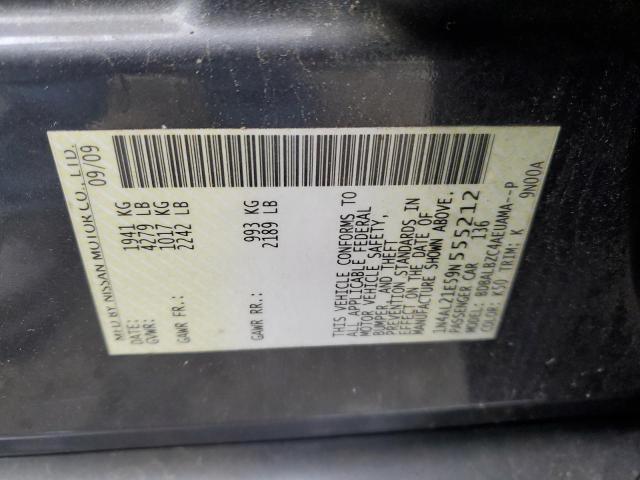 MFD BY NISSAN MOTOR CO., LTD.
DATE: 09/09
GVWR: 1941 KG
4279 LB
GAWR FR.: 1017 KG
2242 LB
GAWR RR.: 993 KG
2189 LB
THIS VEHICLE CONFORMS TO
ALL APPLICABLE FEDERAL
MOTOR VEHICLE SAFETY,
BUMPER, AND THEFT
PREVENTION STANDARDS IN
EFFECT ON THE DATE OF
MANUFACTURE SHOWN ABOVE.
1N4AL21E59N555212
PASSENGER CAR 136
MODEL: BDBALBZC4AEUAMA--P
COLOR: K50 TRIM: K 9N00A